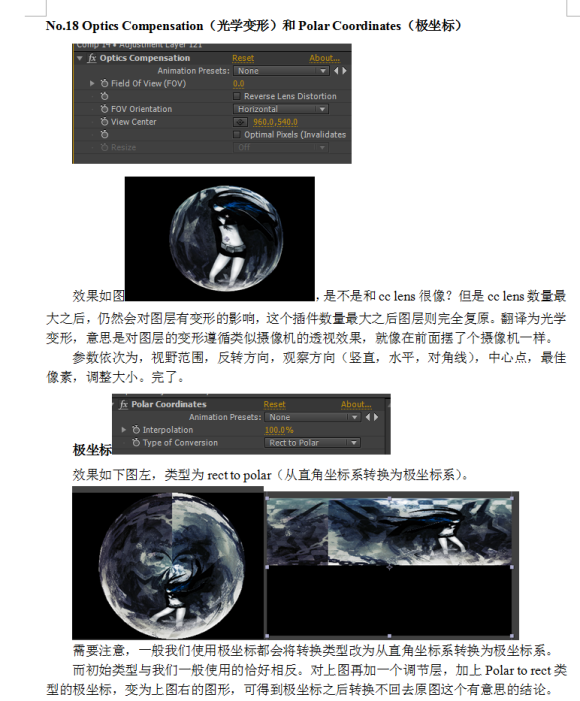 No.18 Optics Compensation（光学变形）和 Polar Coordinates（极坐标）
Comp 14 • Adjustment Layer 121
fx Optics Compensation Reset About...
Animation Presets: None
Field Of View (FOV) 0.0
Reverse Lens Distortion
FOV Orientation Horizontal
View Center 960.0,540.0
Optimal Pixels (Invalidates
Resize Off
效果如图，是不是和 cc lens 很像？但是 cc lens 数量最
大之后，仍然会对图层有变形的影响，这个插件数量最大之后图层则完全复原。翻译为光学
变形，意思是对图层的变形遵循类似摄像机的透视效果，就像在前面摆了个摄像机一样。
参数依次为，视野范围，反转方向，观察方向（竖直，水平，对角线），中心点，最佳
像素，调整大小。完了。
fx Polar Coordinates Reset About...
Animation Presets: None
Interpolation 100.0%
Type of Conversion Rect to Polar
极坐标
效果如下图左，类型为 rect to polar（从直角坐标系转换为极坐标系）。
需要注意，一般我们使用极坐标都会将转换类型改为从直角坐标系转换为极坐标系。
而初始类型与我们一般使用的恰好相反。对上图再加一个调节层，加上 Polar to rect 类
型的极坐标，变为上图右的图形，可得到极坐标之后转换不回去原图这个有意思的结论。